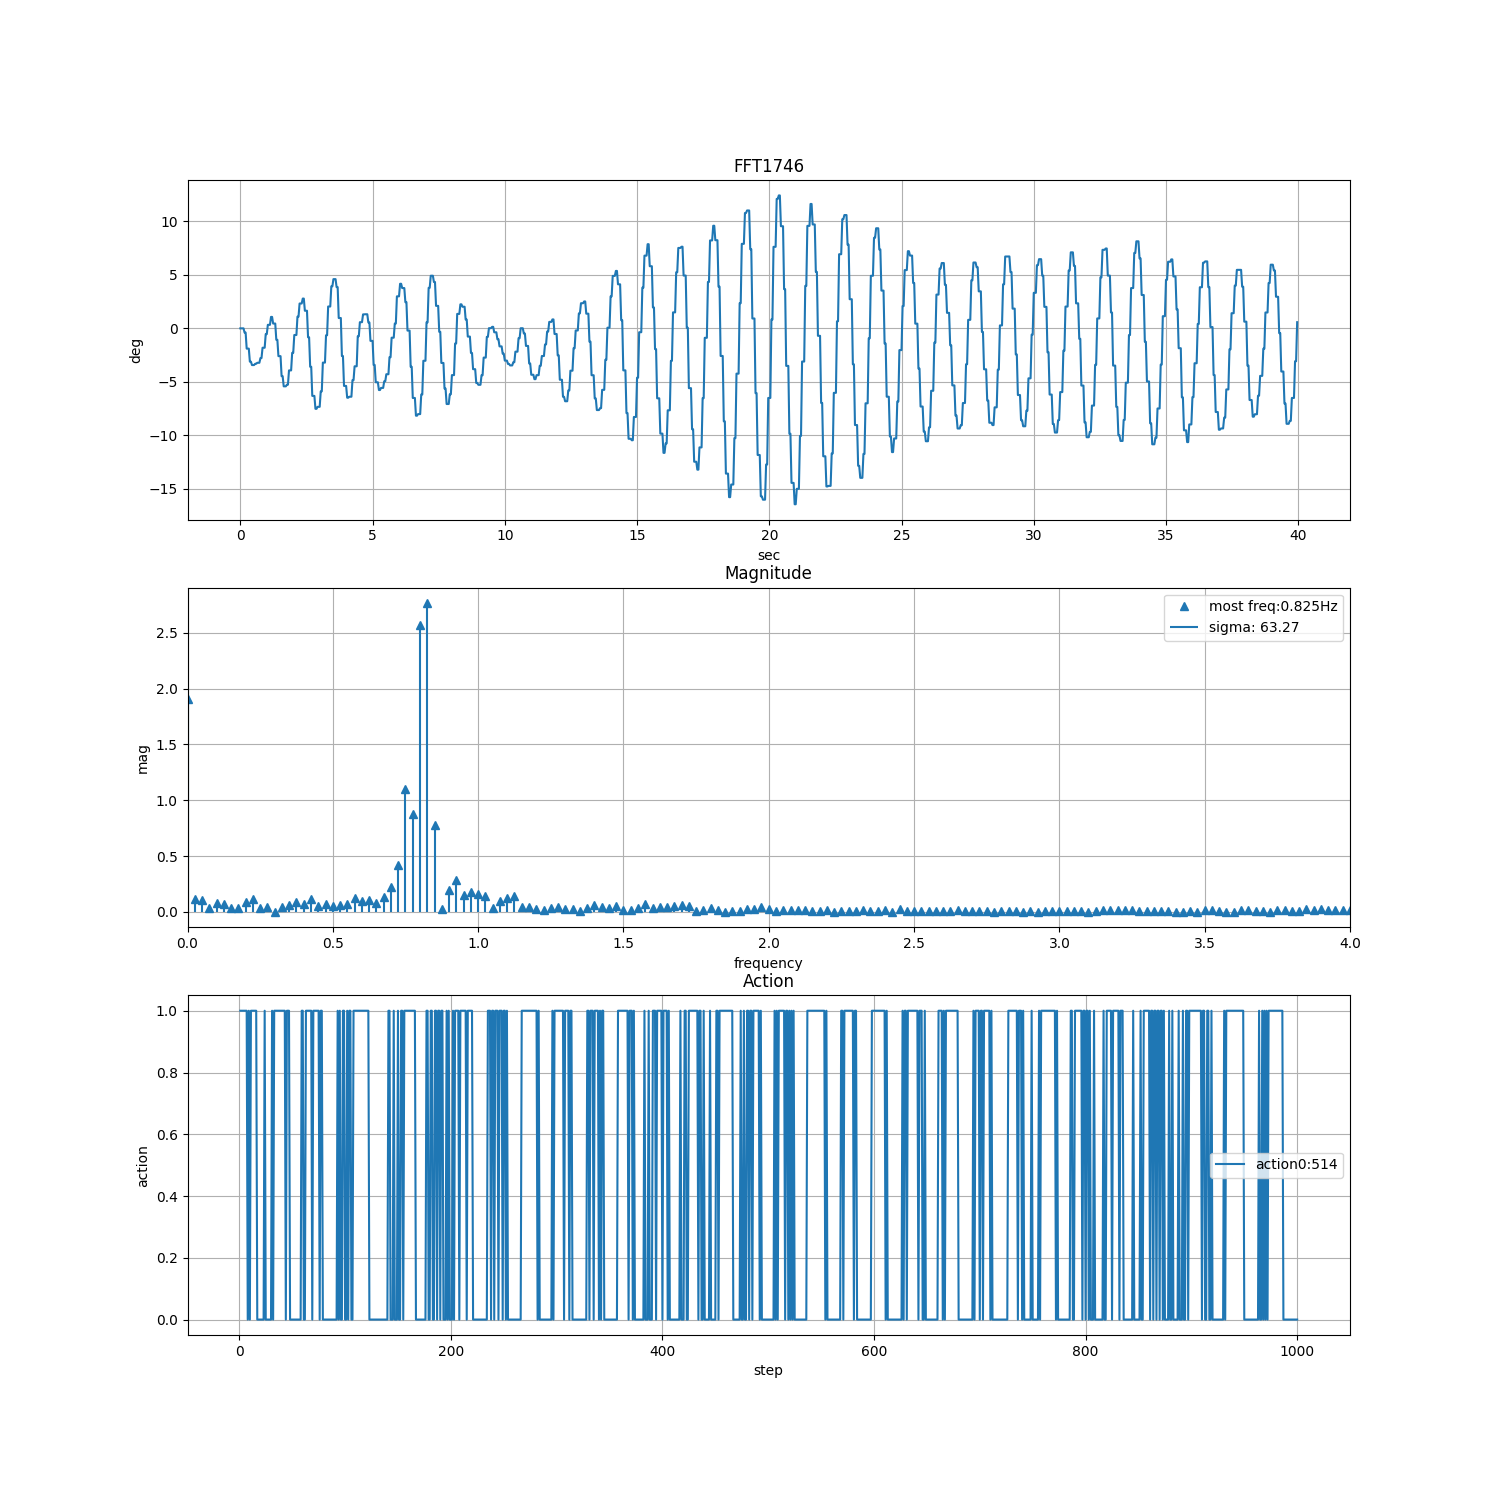 FFT1746
10
5
0
−5
−10
−15
deg
0 5 10 15 20 25 30 35 40
sec
Magnitude
most freq:0.825Hz
sigma: 63.27
2.5
2.0
1.5
1.0
0.5
0.0
mag
0.0 0.5 1.0 1.5 2.0 2.5 3.0 3.5 4.0
frequency
Action
1.0
0.8
0.6
0.4
0.2
0.0
action
action0:514
0 200 400 600 800 1000
step